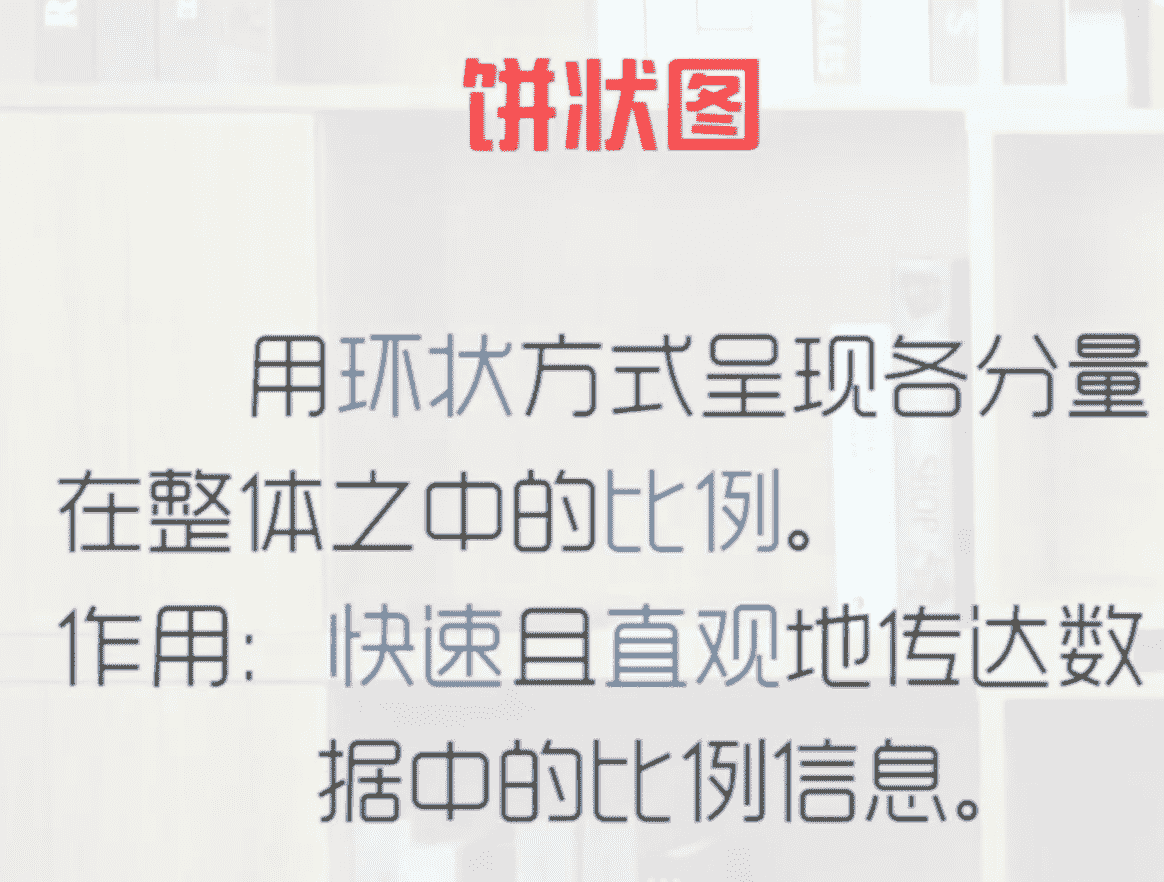 饼状图
用环状方式呈现各分量
在整体之中的比例。
作用：快速且直观地传达数
据中的比例信息。